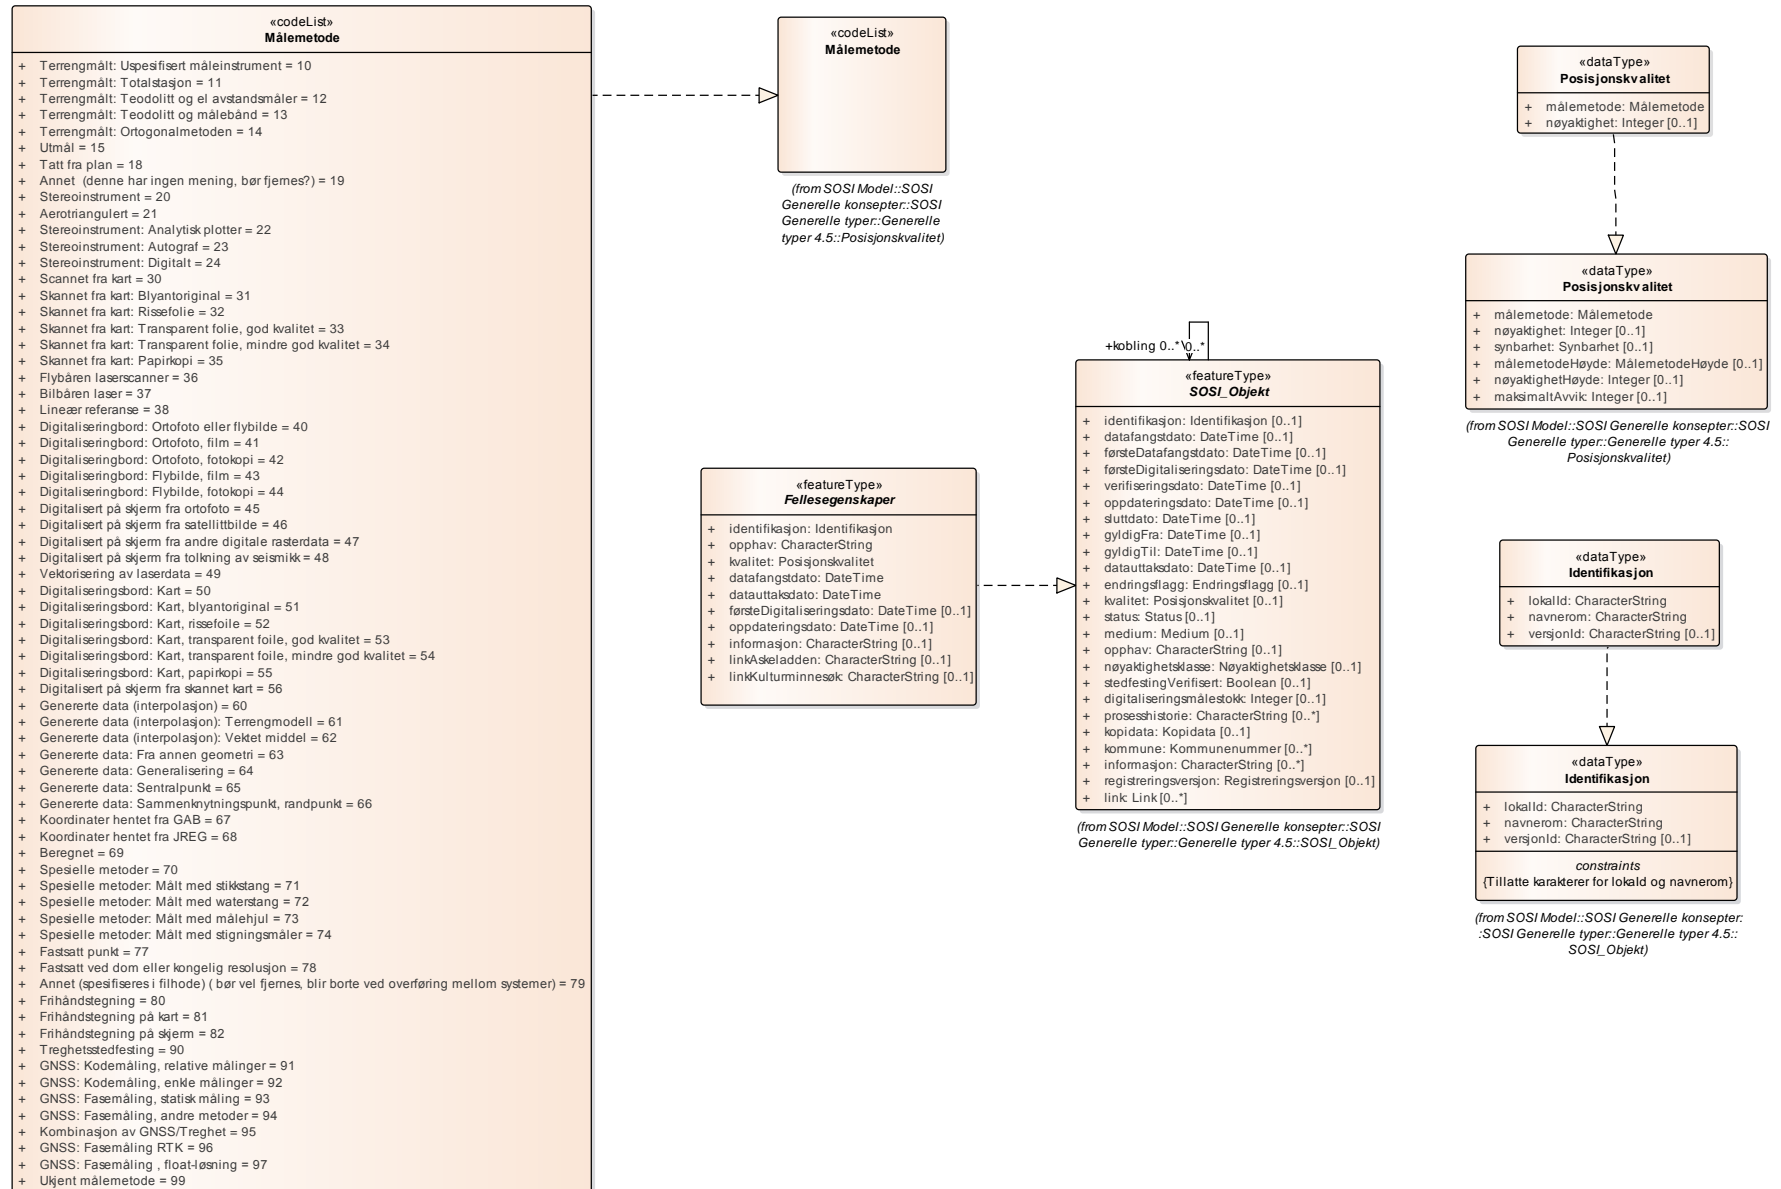 «codeList»
Målemetode
+ Terrengmålt: Uspesifisert måleinstrument = 10
+ Terrengmålt: Totalstasjon = 11
+ Terrengmålt: Teodolitt og el avstandsmåler = 12
+ Terrengmålt: Teodolitt og målebånd = 13
+ Terrengmålt: Ortogonalmetoden = 14
+ Utmål = 15
+ Tatt fra plan = 18
+ Annet (denne har ingen mening, bør fjernes?) = 19
+ Stereoinstrument = 20
+ Aerotriangulert = 21
+ Stereoinstrument: Analytisk plotter = 22
+ Stereoinstrument: Autograf = 23
+ Stereoinstrument: Digitalt = 24
+ Scannet fra kart = 30
+ Skannet fra kart: Blyantoriginal = 31
+ Skannet fra kart: Rissefolie = 32
+ Skannet fra kart: Transparent folie, god kvalitet = 33
+ Skannet fra kart: Transparent folie, mindre god kvalitet = 34
+ Skannet fra kart: Papirkopi = 35
+ Flybåren laserscanner = 36
+ Bilbåren laser = 37
+ Lineær referanse = 38
+ Digitaliseringbord: Ortofoto eller flybilde = 40
+ Digitaliseringbord: Ortofoto, film = 41
+ Digitaliseringbord: Ortofoto, fotokopi = 42
+ Digitaliseringbord: Flybilde, film = 43
+ Digitaliseringbord: Flybilde, fotokopi = 44
+ Digitalisert på skjerm fra ortofoto = 45
+ Digitalisert på skjerm fra satellittbilde = 46
+ Digitalisert på skjerm fra andre digitale rasterdata = 47
+ Digitalisert på skjerm fra tolkning av seismikk = 48
+ Vektorisering av laserdata = 49
+ Digitaliseringsbord: Kart = 50
+ Digitaliseringsbord: Kart, blyantoriginal = 51
+ Digitaliseringsbord: Kart, rissefoile = 52
+ Digitaliseringsbord: Kart, transparent foile, god kvalitet = 53
+ Digitaliseringsbord: Kart, transparent foile, mindre god kvalitet = 54
+ Digitaliseringsbord: Kart, papirkopi = 55
+ Digitalisert på skjerm fra skannet kart = 56
+ Genererte data (interpolasjon) = 60
+ Genererte data (interpolasjon): Terrengmodell = 61
+ Genererte data (interpolasjon): Vektet middel = 62
+ Genererte data: Fra annen geometri = 63
+ Genererte data: Generalisering = 64
+ Genererte data: Sentralpunkt = 65
+ Genererte data: Sammenknytningspunkt, randpunkt = 66
+ Koordinater hentet fra GAB = 67
+ Koordinater hentet fra JREG = 68
+ Beregnet = 69
+ Spesielle metoder = 70
+ Spesielle metoder: Målt med stikkstang = 71
+ Spesielle metoder: Målt med waterstang = 72
+ Spesielle metoder: Målt med målehjul = 73
+ Spesielle metoder: Målt med stigningsmåler = 74
+ Fastsatt punkt = 77
+ Fastsatt ved dom eller kongelig resolusjon = 78
+ Annet (spesifiseres i filhode) ( bør vel fjernes, blir borte ved overføring mellom systemer) = 79
+ Frihåndstegning = 80
+ Frihåndstegning på kart = 81
+ Frihåndstegning på skjerm = 82
+ Treghetsstedfesting = 90
+ GNSS: Kodemåling, relative målinger = 91
+ GNSS: Kodemåling, enkle målinger = 92
+ GNSS: Fasemåling, statisk måling = 93
+ GNSS: Fasemåling, andre metoder = 94
+ Kombinasjon av GNSS/Treghet = 95
+ GNSS: Fasemåling RTK = 96
+ GNSS: Fasemåling , float-løsning = 97
+ Ukjent målemetode = 99
«codeList»
Målemetode
(from SOSI Model::SOSI
Generelle konsepter::SOSI
Generelle typer::Generelle
typer 4.5::Posisjonskvalitet)
«featureType»
Fellesegenskaper
+ identifikasjon: Identifikasjon
+ opphav: CharacterString
+ kvalitet: Posisjonskvalitet
+ datafangstdato: DateTime
+ datauttaksdato: DateTime
+ førsteDigitaliseringsdato: DateTime [0..1]
+ oppdateringsdato: DateTime [0..1]
+ informasjon: CharacterString [0..1]
+ linkAskeladden: CharacterString [0..1]
+ linkKulturminnesøk: CharacterString [0..1]
+kobling 0..* 0..*
«featureType»
SOSI_Objekt
+ identifikasjon: Identifikasjon [0..1]
+ datafangstdato: DateTime [0..1]
+ førsteDatafangstdato: DateTime [0..1]
+ førsteDigitaliseringsdato: DateTime [0..1]
+ verifiseringsdato: DateTime [0..1]
+ oppdateringsdato: DateTime [0..1]
+ sluttdato: DateTime [0..1]
+ gyldigFra: DateTime [0..1]
+ gyldigTil: DateTime [0..1]
+ datauttaksdato: DateTime [0..1]
+ endringsflagg: Endringsflagg [0..1]
+ kvalitet: Posisjonskvalitet [0..1]
+ status: Status [0..1]
+ medium: Medium [0..1]
+ opphav: CharacterString [0..1]
+ nøyaktighetsklasse: Nøyaktighetsklasse [0..1]
+ stedfestingVerifisert: Boolean [0..1]
+ digitaliseringsmålestokk: Integer [0..1]
+ prosesshistorie: CharacterString [0..*]
+ kopidata: Kopidata [0..1]
+ kommune: Kommunenummer [0..*]
+ informasjon: CharacterString [0..*]
+ registreringsversjon: Registreringsversjon [0..1]
+ link: Link [0..*]
(from SOSI Model::SOSI Generelle konsepter::SOSI
Generelle typer::Generelle typer 4.5::SOSI_Objekt)
«dataType»
Posisjonskvalitet
+ målemetode: Målemetode
+ nøyaktighet: Integer [0..1]
«dataType»
Posisjonskvalitet
+ målemetode: Målemetode
+ nøyaktighet: Integer [0..1]
+ synbarhet: Synbarhet [0..1]
+ målemetodeHøyde: MålemetodeHøyde [0..1]
+ nøyaktighetHøyde: Integer [0..1]
+ maksimaltAvvik: Integer [0..1]
(from SOSI Model::SOSI Generelle konsepter::SOSI
Generelle typer::Generelle typer 4.5::
Posisjonskvalitet)
«dataType»
Identifikasjon
+ lokalId: CharacterString
+ navnerom: CharacterString
+ versjonId: CharacterString [0..1]
«dataType»
Identifikasjon
+ lokalId: CharacterString
+ navnerom: CharacterString
+ versjonId: CharacterString [0..1]
constraints
{Tillatte karakterer for lokaId og navnerom}
(from SOSI Model::SOSI Generelle konsepter:
:SOSI Generelle typer::Generelle typer 4.5::
SOSI_Objekt)